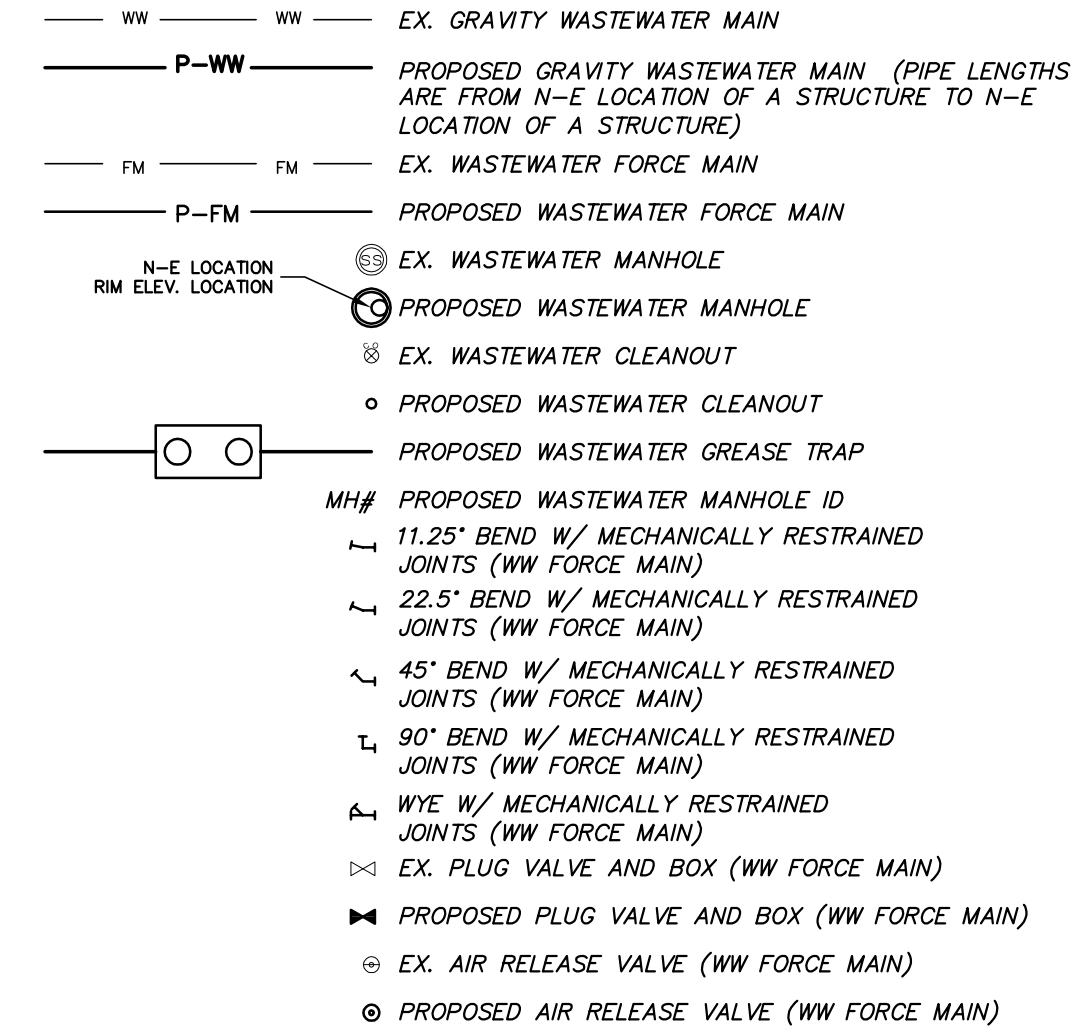 WW WW EX. GRAVITY WASTEWATER MAIN
P-WW PROPOSED GRAVITY WASTEWATER MAIN (PIPE LENGTHS
ARE FROM N-E LOCATION OF A STRUCTURE TO N-E
LOCATION OF A STRUCTURE)
FM FM EX. WASTEWATER FORCE MAIN
P-FM PROPOSED WASTEWATER FORCE MAIN
SS EX. WASTEWATER MANHOLE
N-E LOCATION
RIM ELEV. LOCATION
PROPOSED WASTEWATER MANHOLE
EX. WASTEWATER CLEANOUT
PROPOSED WASTEWATER CLEANOUT
PROPOSED WASTEWATER GREASE TRAP
MH# PROPOSED WASTEWATER MANHOLE ID
11.25° BEND W/ MECHANICALLY RESTRAINED
JOINTS (WW FORCE MAIN)
22.5° BEND W/ MECHANICALLY RESTRAINED
JOINTS (WW FORCE MAIN)
45° BEND W/ MECHANICALLY RESTRAINED
JOINTS (WW FORCE MAIN)
90° BEND W/ MECHANICALLY RESTRAINED
JOINTS (WW FORCE MAIN)
WYE W/ MECHANICALLY RESTRAINED
JOINTS (WW FORCE MAIN)
EX. PLUG VALVE AND BOX (WW FORCE MAIN)
PROPOSED PLUG VALVE AND BOX (WW FORCE MAIN)
EX. AIR RELEASE VALVE (WW FORCE MAIN)
PROPOSED AIR RELEASE VALVE (WW FORCE MAIN)